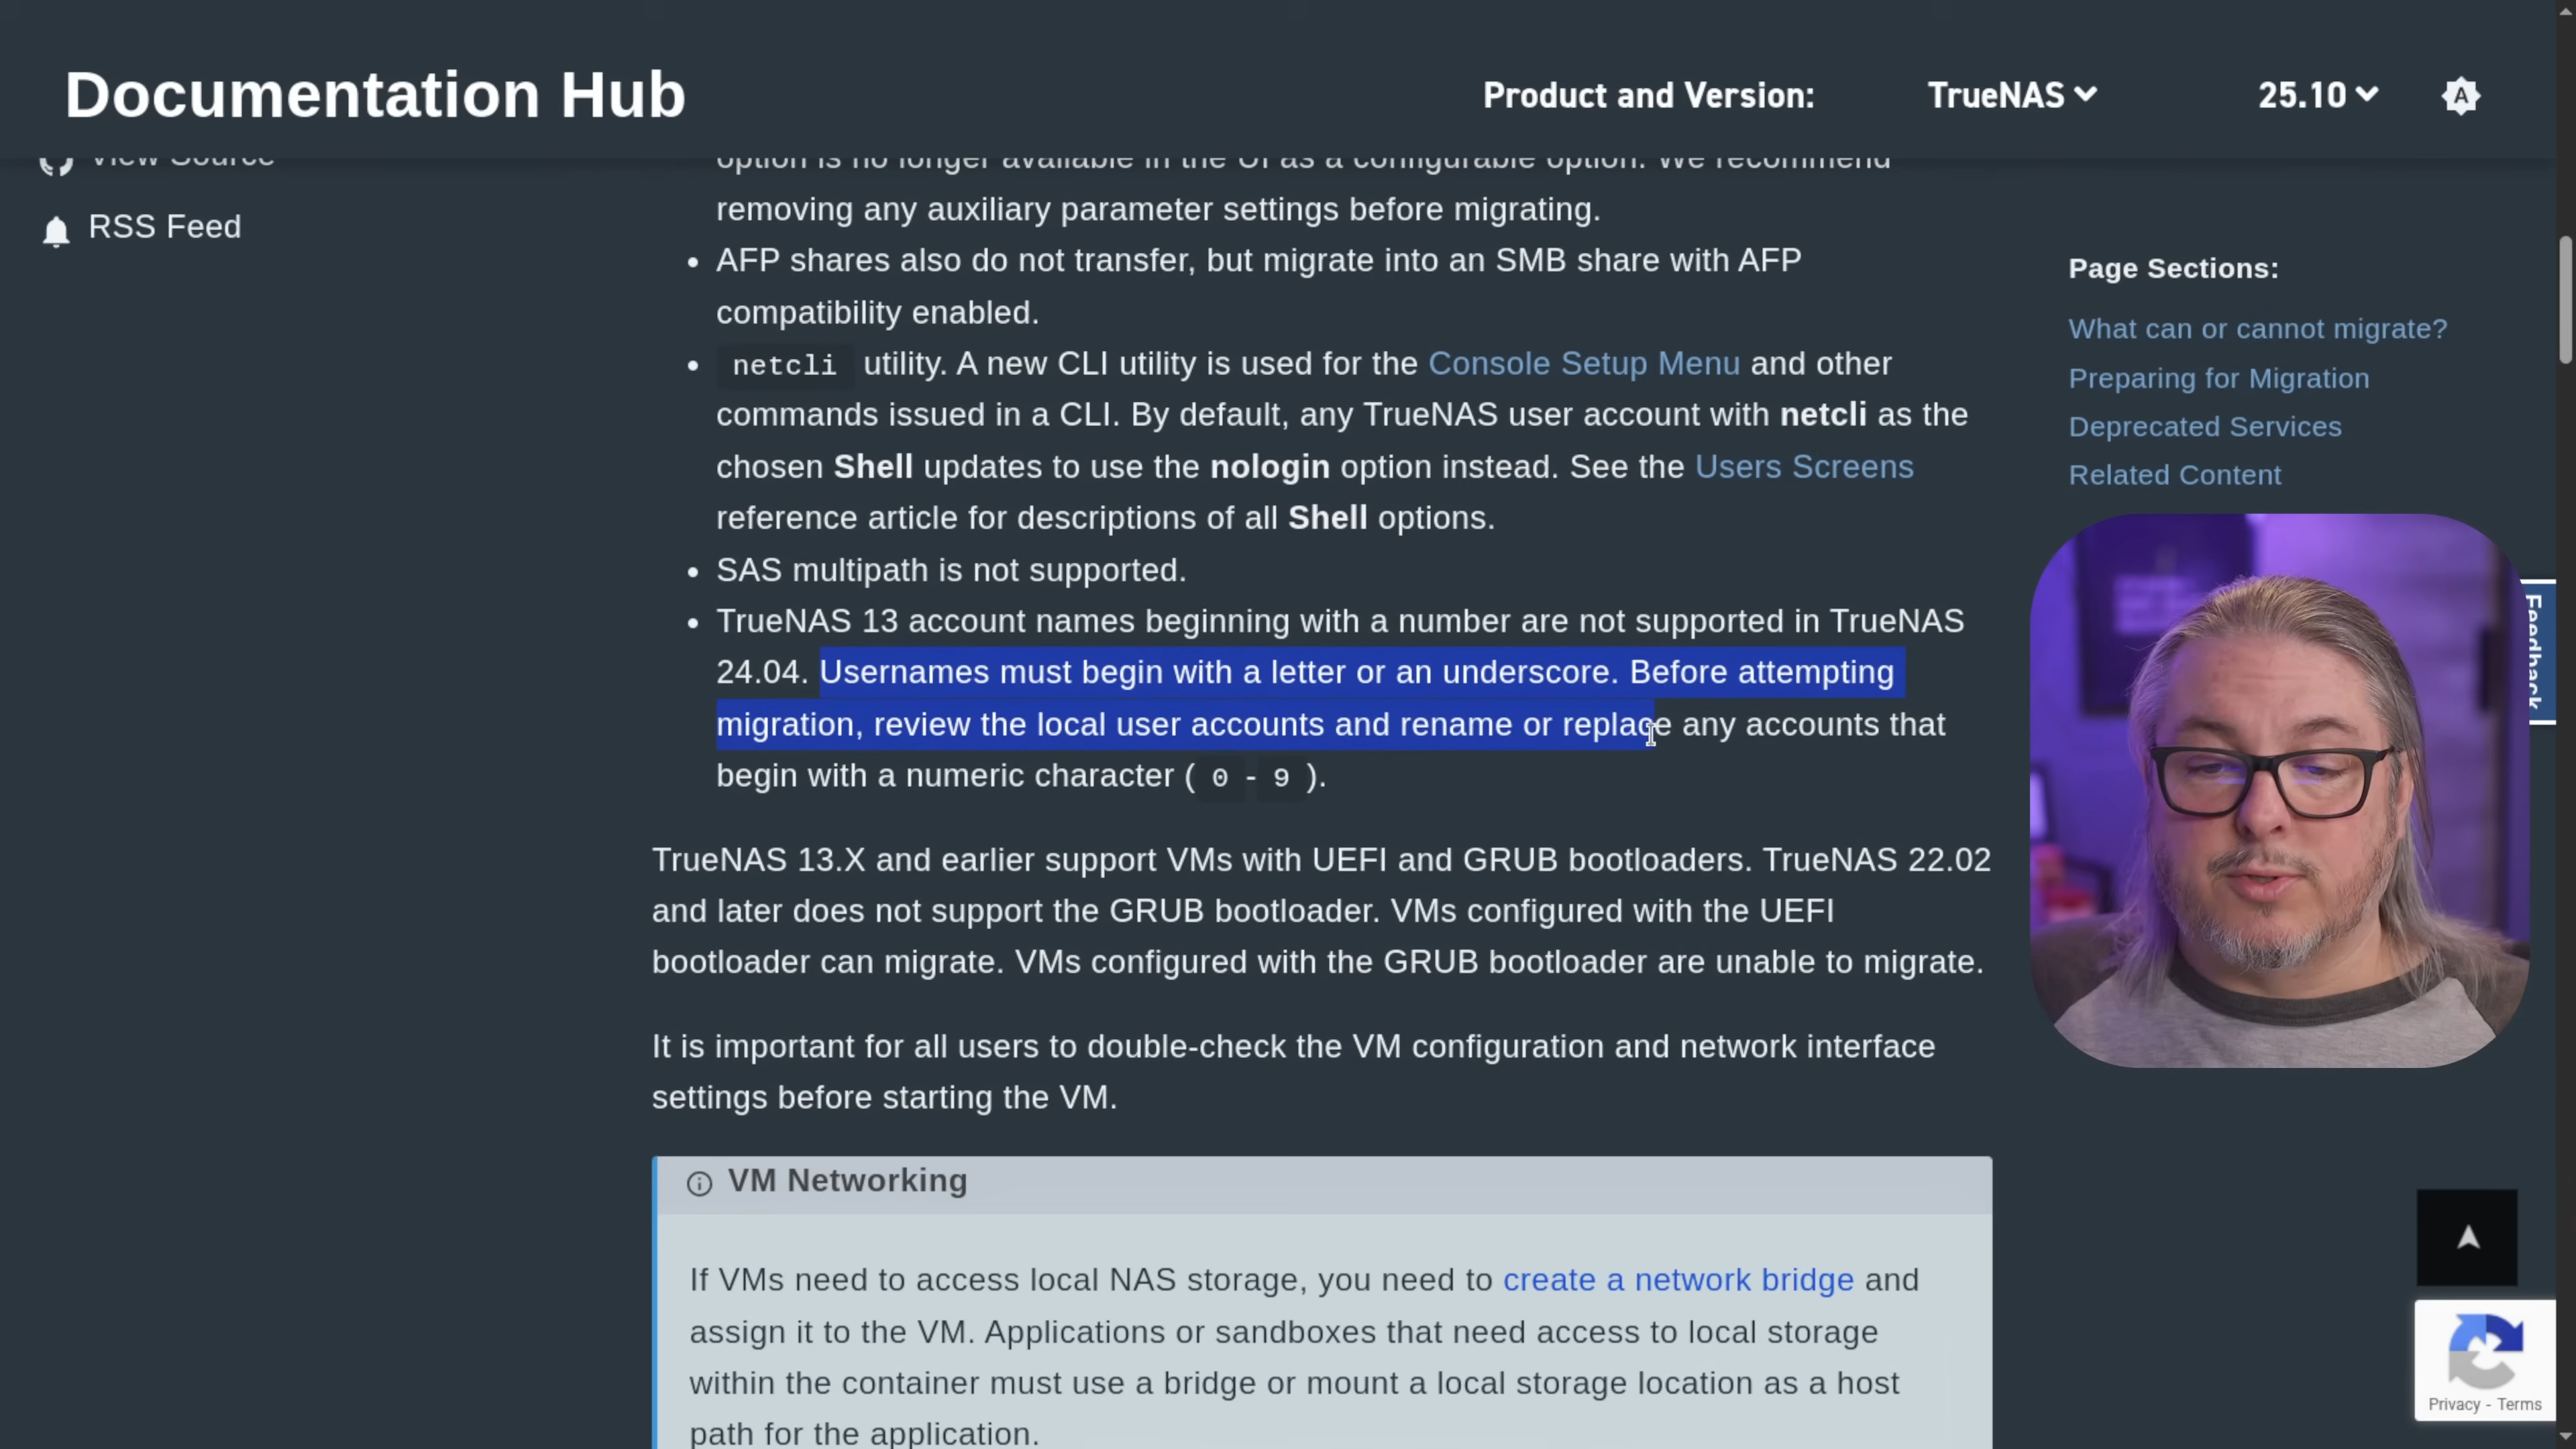 Documentation Hub
Product and Version:
TrueNAS
25.10
A
View Source
RSS Feed
option is no longer available in the UI as a configurable option. We recommend
removing any auxiliary parameter settings before migrating.
• AFP shares also do not transfer, but migrate into an SMB share with AFP
compatibility enabled.
• netcli utility. A new CLI utility is used for the Console Setup Menu and other
commands issued in a CLI. By default, any TrueNAS user account with netcli as the
chosen Shell updates to use the nologin option instead. See the Users Screens
reference article for descriptions of all Shell options.
• SAS multipath is not supported.
• TrueNAS 13 account names beginning with a number are not supported in TrueNAS
24.04. Usernames must begin with a letter or an underscore. Before attempting
migration, review the local user accounts and rename or replace any accounts that
begin with a numeric character ( 0 - 9 ).
TrueNAS 13.X and earlier support VMs with UEFI and GRUB bootloaders. TrueNAS 22.02
and later does not support the GRUB bootloader. VMs configured with the UEFI
bootloader can migrate. VMs configured with the GRUB bootloader are unable to migrate.
It is important for all users to double-check the VM configuration and network interface
settings before starting the VM.
VM Networking
If VMs need to access local NAS storage, you need to create a network bridge and
assign it to the VM. Applications or sandboxes that need access to local storage
within the container must use a bridge or mount a local storage location as a host
path for the application.
Page Sections:
What can or cannot migrate?
Preparing for Migration
Deprecated Services
Related Content
Feedback
Privacy - Terms